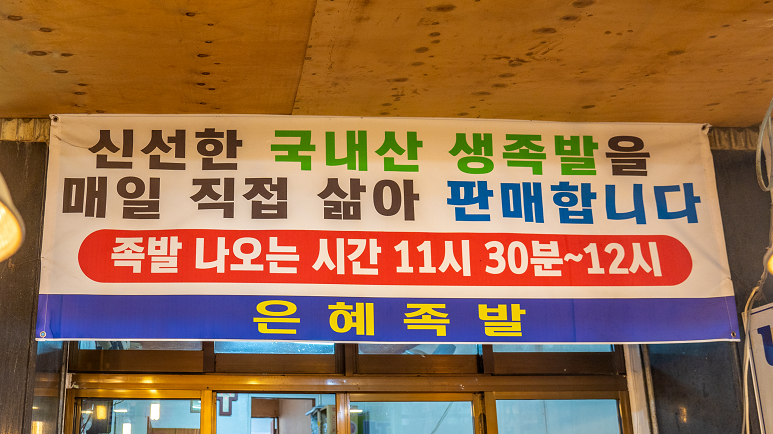 신선한 국내산 생족발을
매일 직접 삶아 판매합니다
족발 나오는 시간 11시 30분~12시
은혜족발